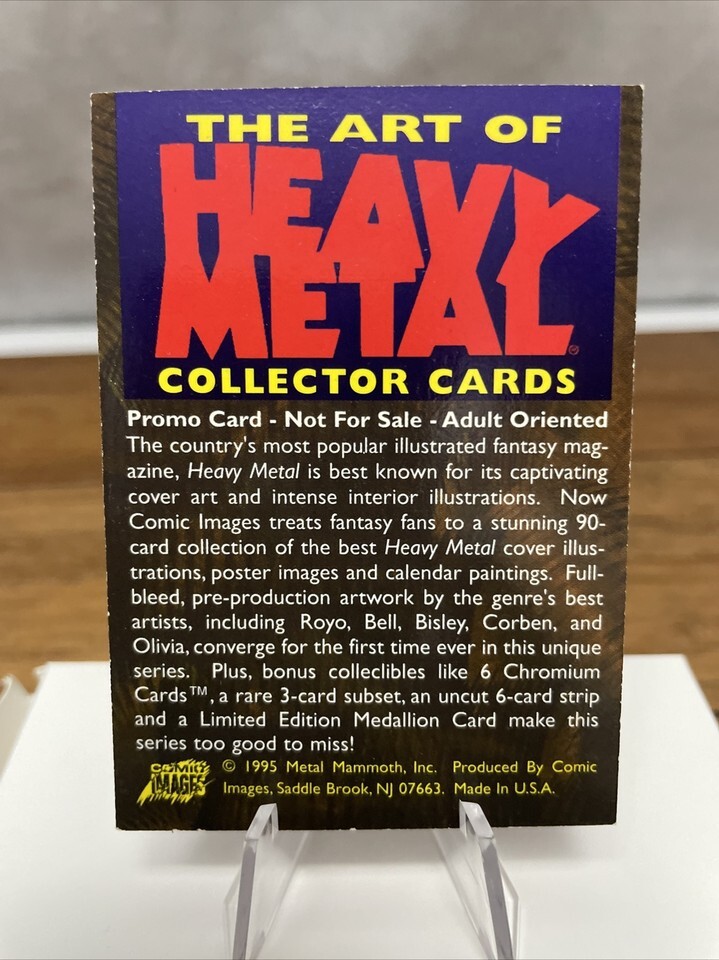 THE ART OF
HEAVY
METAL
COLLECTOR CARDS
Promo Card - Not For Sale - Adult Oriented
The country's most popular illustrated fantasy mag-
azine, Heavy Metal is best known for its captivating
cover art and intense interior illustrations. Now
Comic Images treats fantasy fans to a stunning 90-
card collection of the best Heavy Metal cover illus-
trations, poster images and calendar paintings. Full-
bleed, pre-production artwork by the genre's best
artists, including Royo, Bell, Bisley, Corben, and
Olivia, converge for the first time ever in this unique
series. Plus, bonus collectibles like 6 Chromium
Cards™, a rare 3-card subset, an uncut 6-card strip
and a Limited Edition Medallion Card make this
series too good to miss!
COMIC
IMAGES
© 1995 Metal Mammoth, Inc. Produced By Comic
Images, Saddle Brook, NJ 07663. Made In U.S.A.